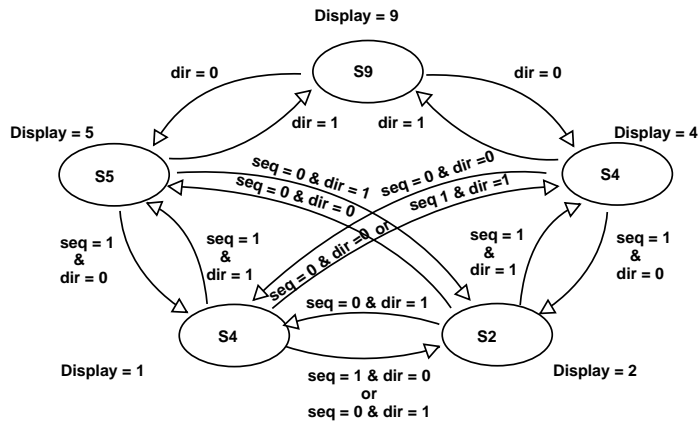 Display = 9
S9
dir = 0
dir = 0
dir = 1
dir = 1
Display = 5
Display = 4
S5
S4
seq = 0 & dir = 1
seq = 0 & dir = 0
seq = 0 & dir =0
seq 1 & dir =1
seq = 0 & dir =0 or
seq = 1
&
dir = 0
seq = 1
&
dir = 1
seq = 1
&
dir = 1
seq = 1
&
dir = 0
seq = 0 & dir = 1
S4
S2
Display = 1
Display = 2
seq = 1 & dir = 0
or
seq = 0 & dir = 1